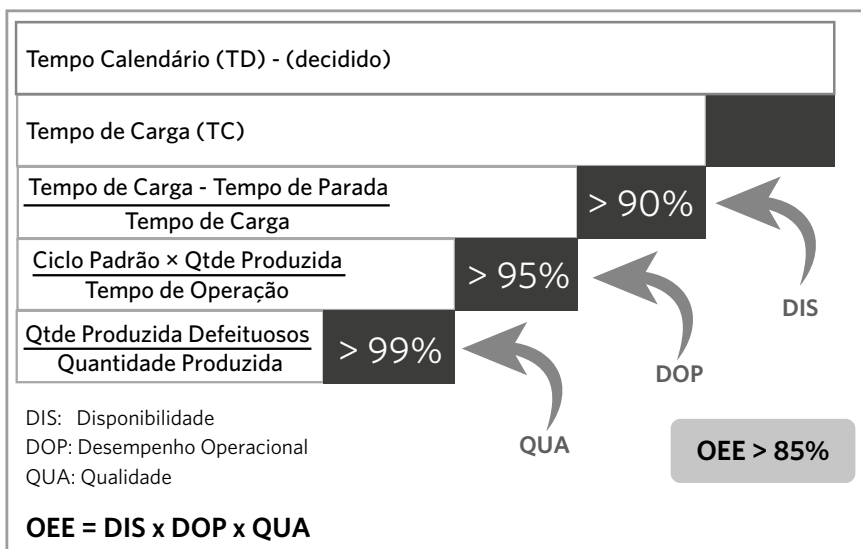 Tempo Calendário (TD) - (decidido)
Tempo de Carga (TC)
Tempo de Carga - Tempo de Parada
Tempo de Carga
> 90%
Ciclo Padrão × Qtde Produzida
Tempo de Operação
> 95%
DIS
Qtde Produzida Defeituosos
Quantidade Produzida
> 99%
DOP
QUA
DIS: Disponibilidade
DOP: Desempenho Operacional
QUA: Qualidade
OEE > 85%
OEE = DIS x DOP x QUA